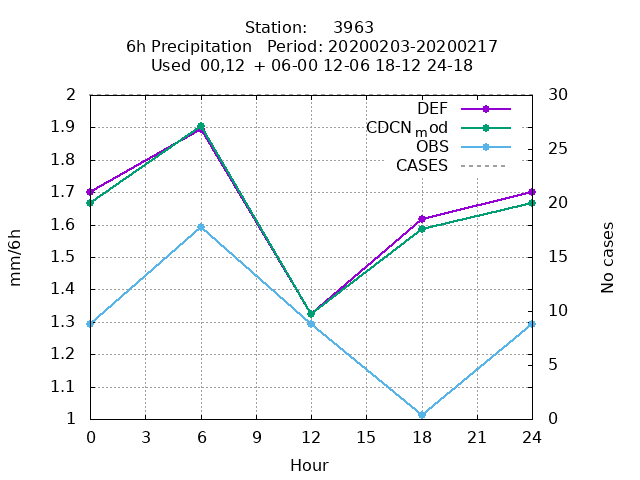 Station: 3963
6h Precipitation Period: 20200203-20200217
Used 00,12 + 06-00 12-06 18-12 24-18
2 30
DEF
1.9 CDCN mod
OBS 25
1.8 CASES
1.7 20
1.6
1.5 15
1.4
1.3 10
1.2
1.1 5
1 0
mm/6h
No cases
0 3 6 9 12 15 18 21 24
Hour